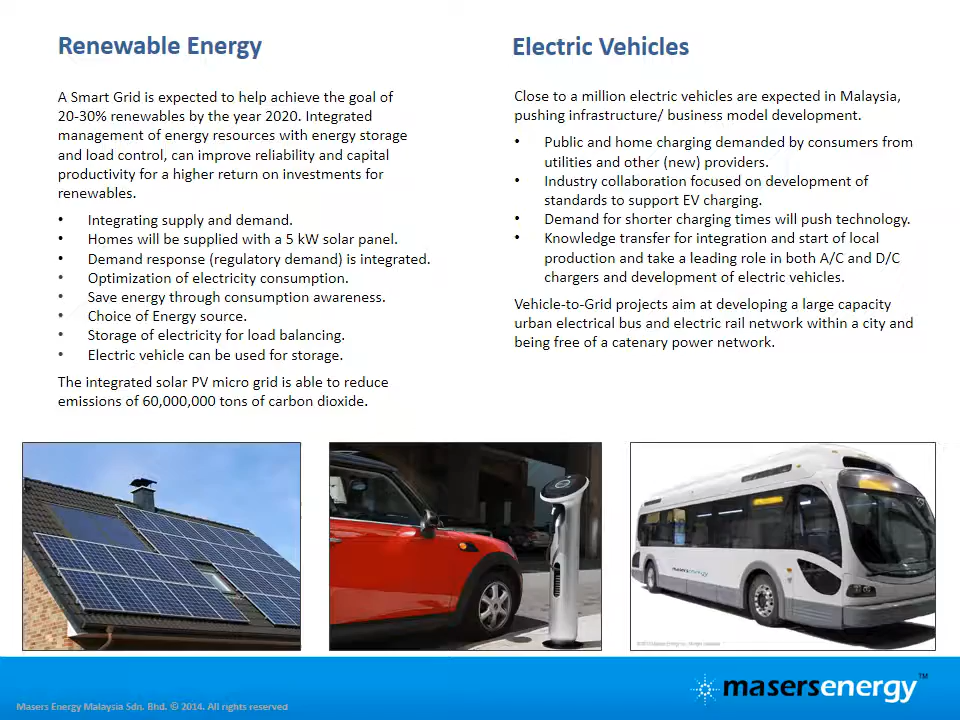 Renewable Energy
A Smart Grid is expected to help achieve the goal of
20-30% renewables by the year 2020. Integrated
management of energy resources with energy storage
and load control, can improve reliability and capital
productivity for a higher return on investments for
renewables.
• Integrating supply and demand.
• Homes will be supplied with a 5 kW solar panel.
• Demand response (regulatory demand) is integrated.
• Optimization of electricity consumption.
• Save energy through consumption awareness.
• Choice of Energy source.
• Storage of electricity for load balancing.
• Electric vehicle can be used for storage.
The integrated solar PV micro grid is able to reduce
emissions of 60,000,000 tons of carbon dioxide.
Electric Vehicles
Close to a million electric vehicles are expected in Malaysia,
pushing infrastructure/ business model development.
• Public and home charging demanded by consumers from
utilities and other (new) providers.
• Industry collaboration focused on development of
standards to support EV charging.
• Demand for shorter charging times will push technology.
• Knowledge transfer for integration and start of local
production and take a leading role in both A/C and D/C
chargers and development of electric vehicles.
Vehicle-to-Grid projects aim at developing a large capacity
urban electrical bus and electric rail network within a city and
being free of a catenary power network.
masersenergy
masersenergy™
Masers Energy Malaysia Sdn. Bhd. © 2014. All rights reserved